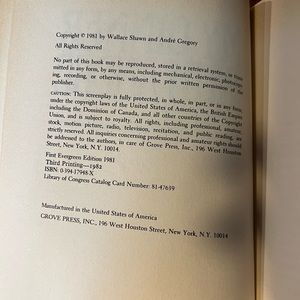 Copyright © 1981 by Wallace Shawn and André Gregory
All Rights Reserved
No part of this book may be reproduced, stored in a retrieval system, or trans-
mitted in any form, by any means, including mechanical, electronic, photocopy-
ing, recording, or otherwise, without the prior written permission of the
publisher.
CAUTION: This screenplay is fully protected, in whole, in part, or in any form
under the copyright laws of the United States of America, the British Empire
including the Dominion of Canada, and all other countries of the Copyright
Union, and is subject to royalty. All rights, including professional, amateur,
motion picture, radio, television, recitation, and public reading, are
strictly reserved. All inquiries concerning professional and amateur rights should
be addressed, in care of Grove Press, Inc., 196 West Houston
Street, New York, N.Y. 10014.
First Evergreen Edition 1981
Third Printing—1982
ISBN: 0-394-17948-X
Library of Congress Catalog Card Number: 81-47639
Manufactured in the United States of America
GROVE PRESS, INC., 196 West Houston Street, New York, N.Y. 10014